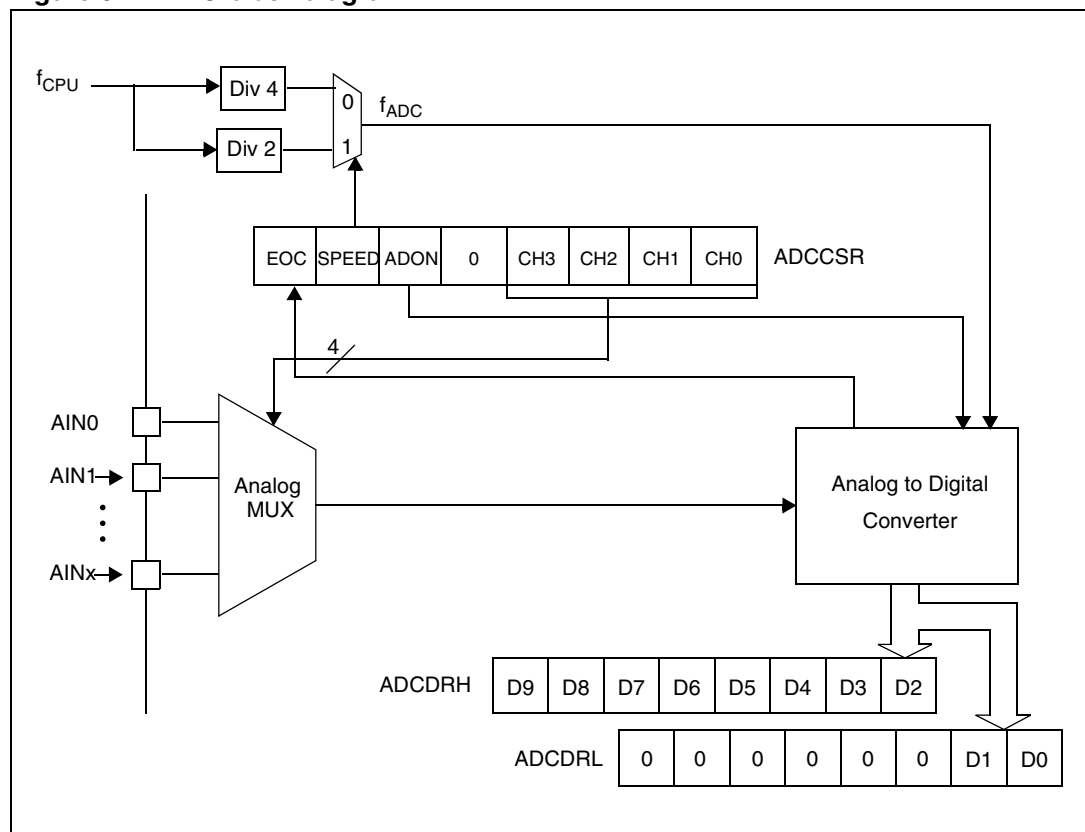 f_CPU
Div 4
0
f_ADC
Div 2
1
EOC SPEED ADON 0 CH3 CH2 CH1 CH0 ADCCSR
4
AIN0
AIN1
AINx
Analog
MUX
Analog to Digital
Converter
ADCDRH D9 D8 D7 D6 D5 D4 D3 D2
ADCDRL 0 0 0 0 0 0 D1 D0